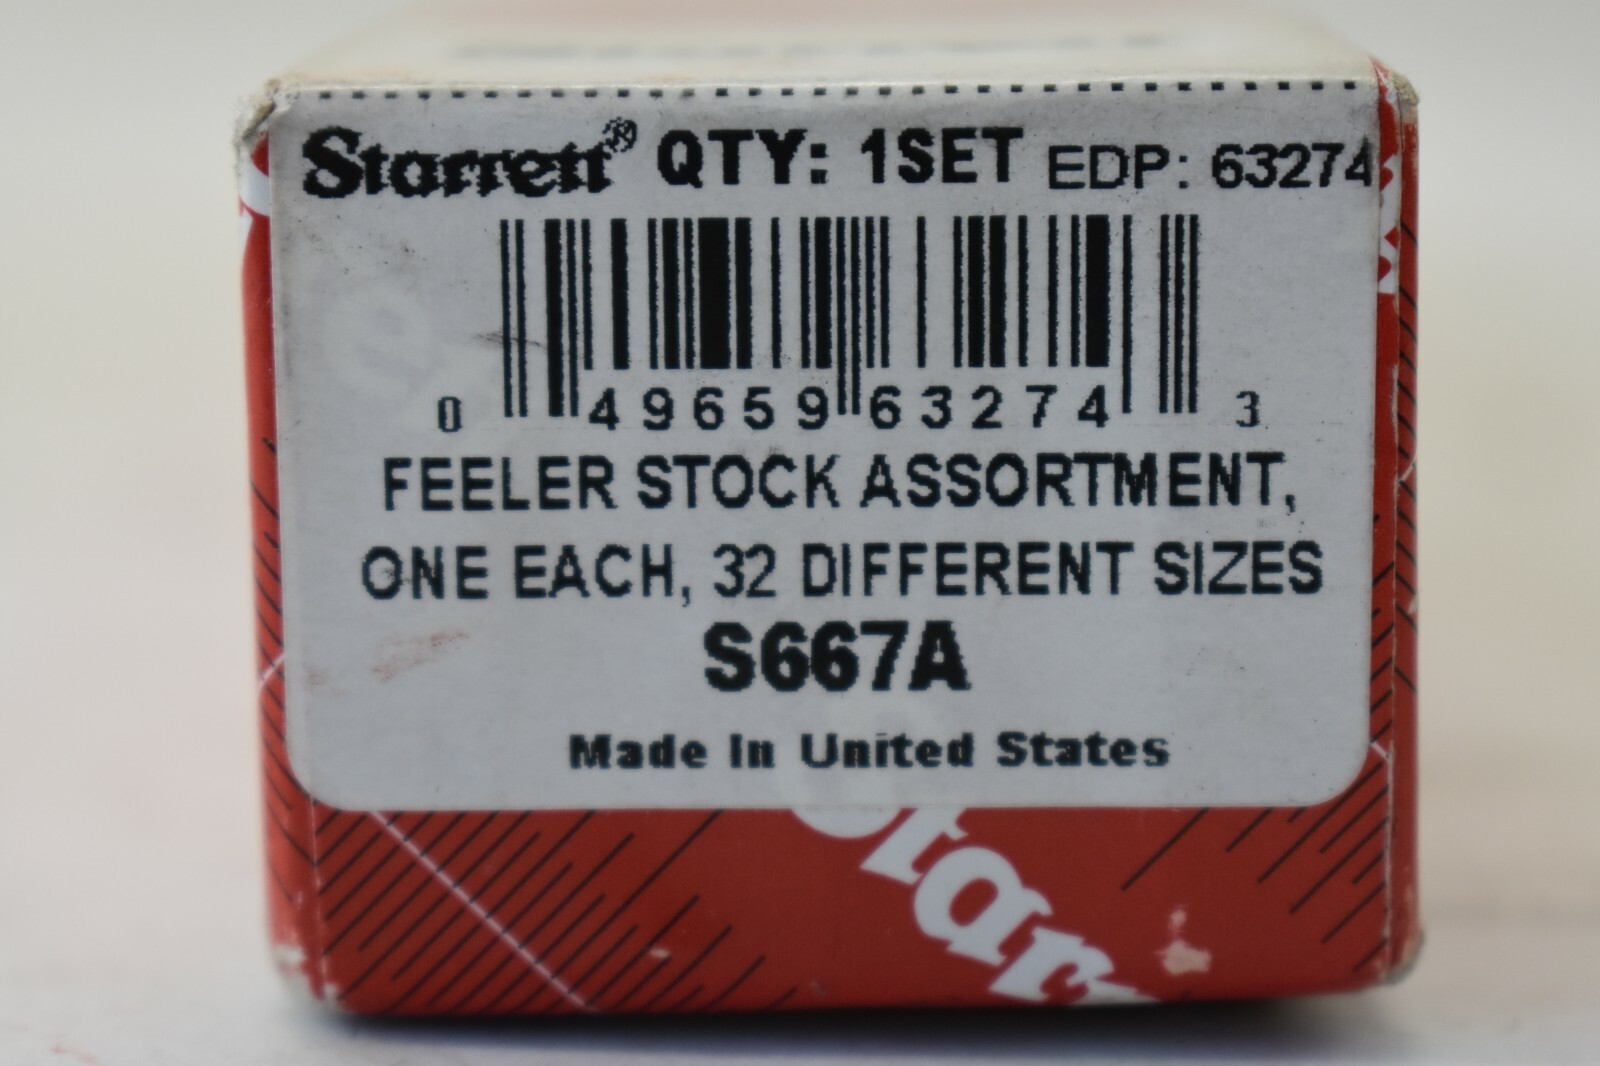 Starrett® QTY: 1SET EDP: 63274
0 49659 63274 3
FEELER STOCK ASSORTMENT,
ONE EACH, 32 DIFFERENT SIZES
S667A
Made In United States
Star